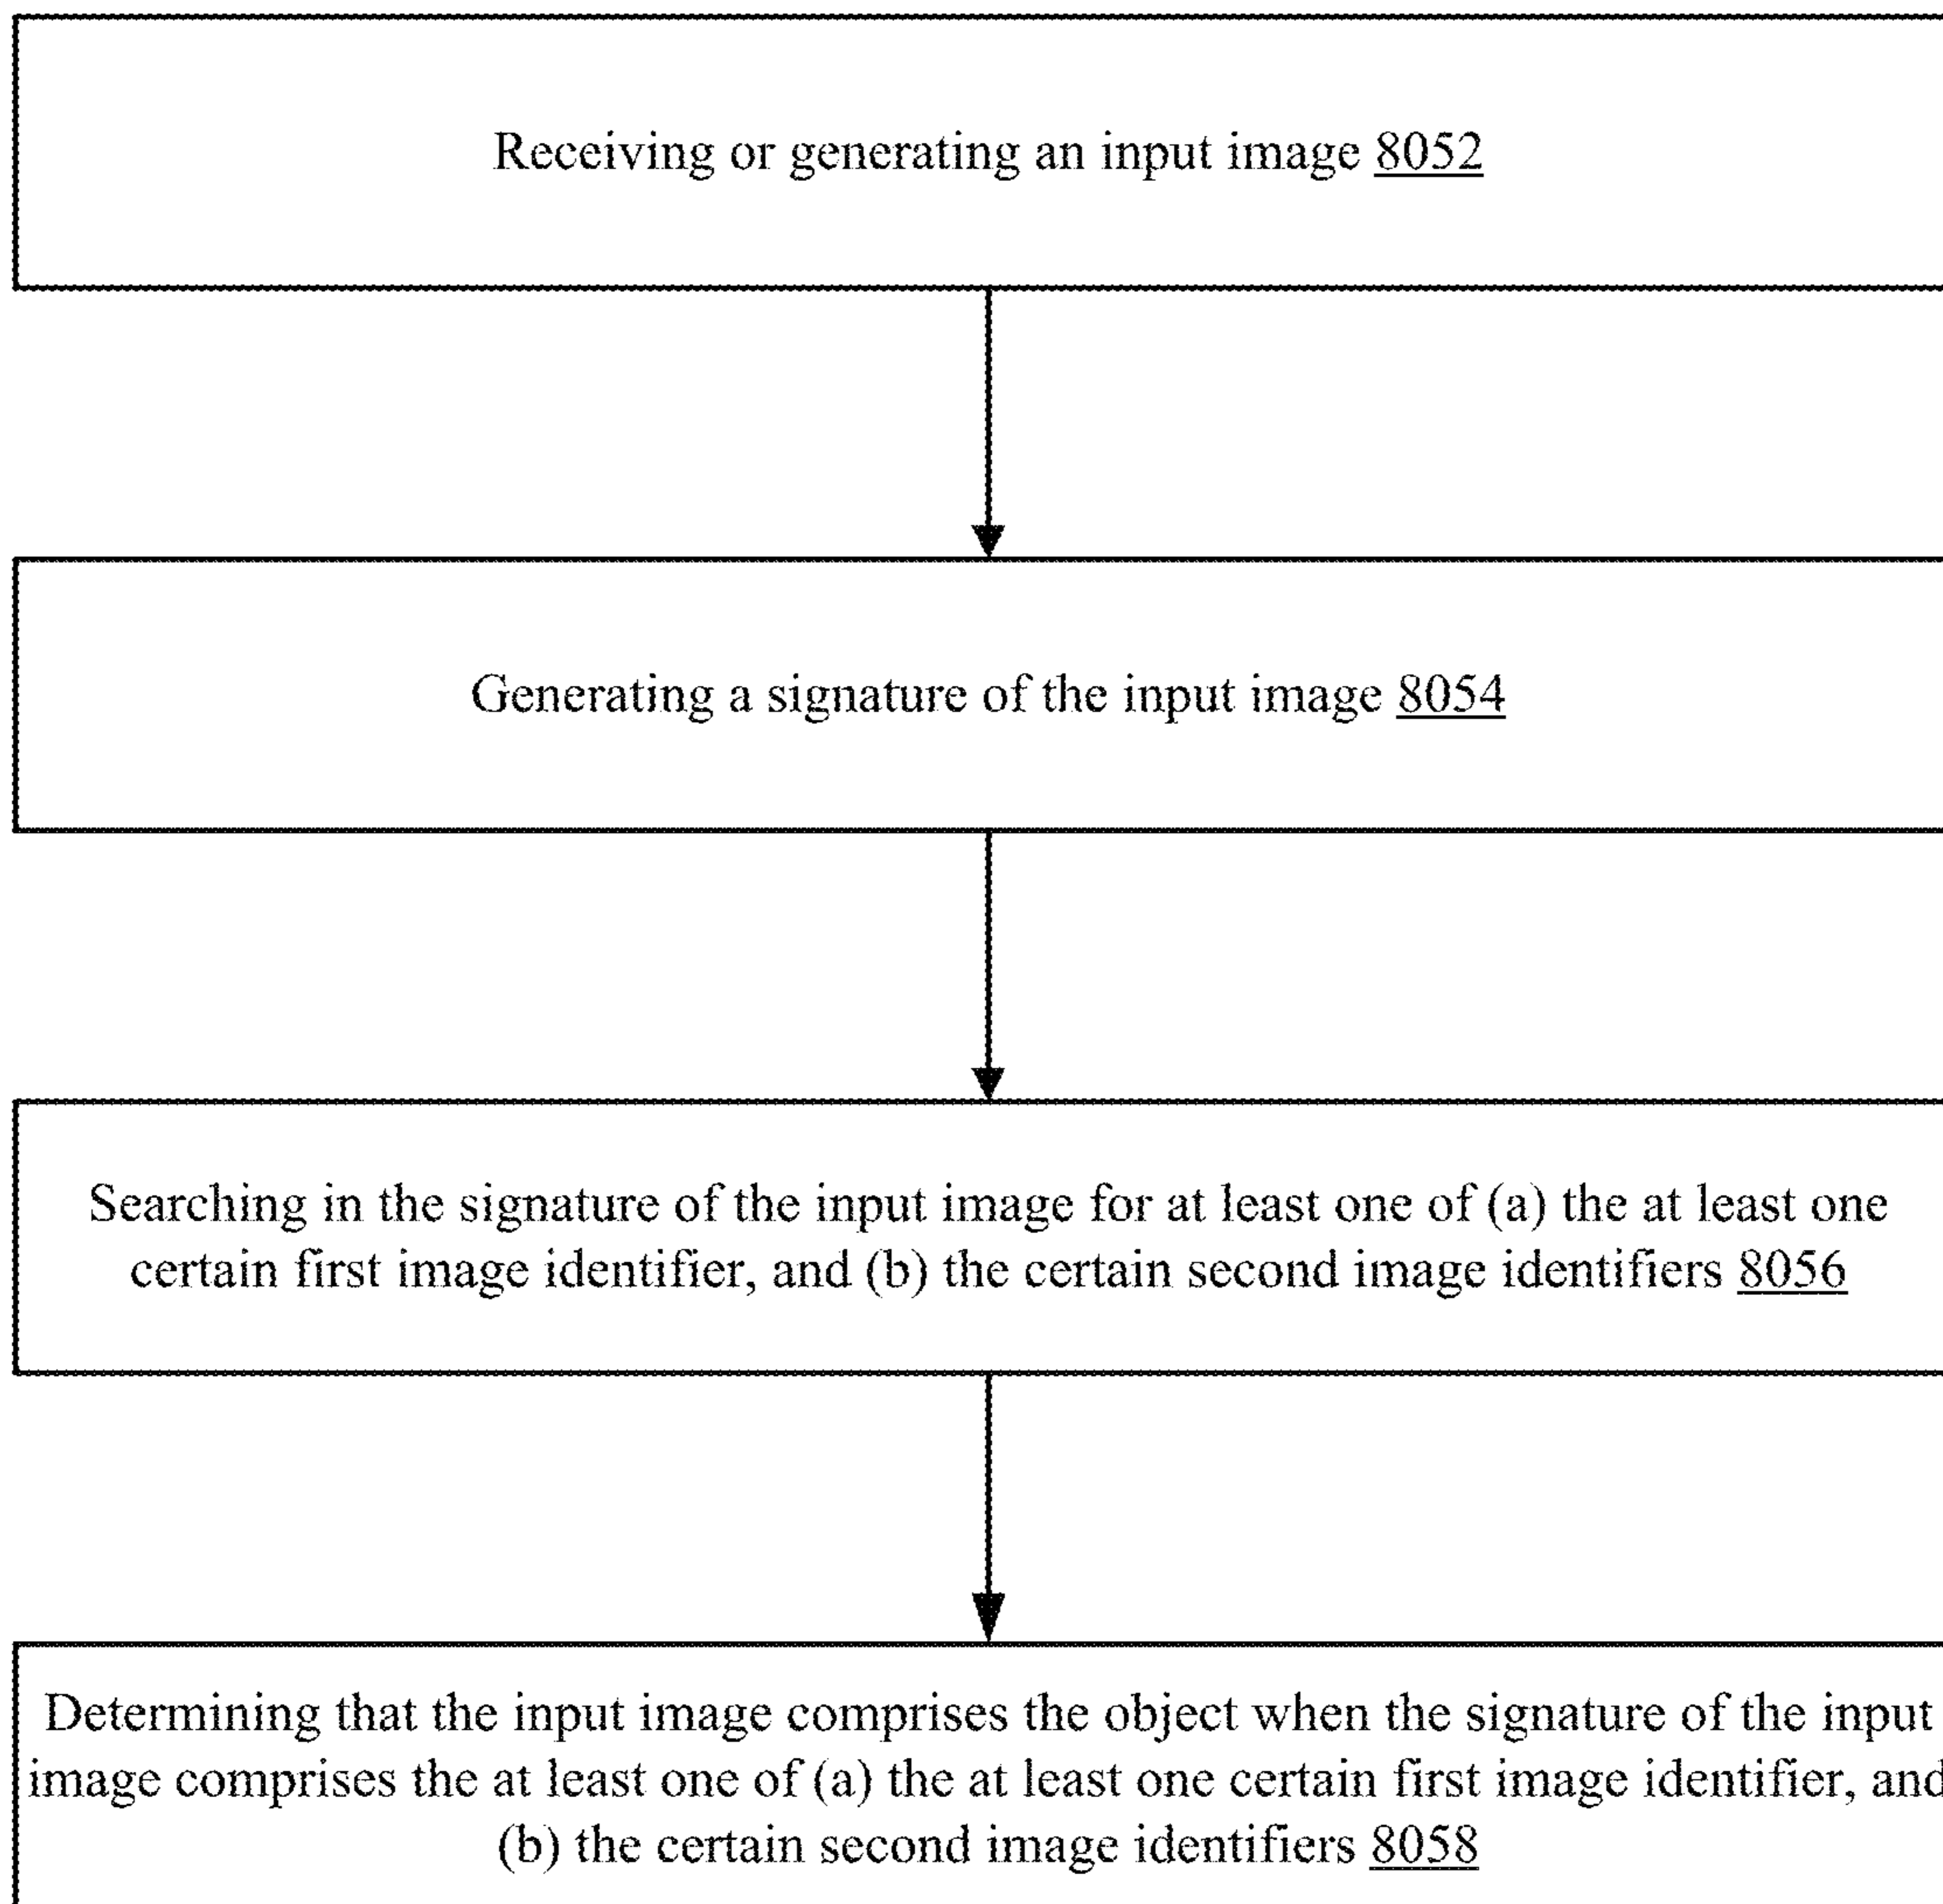 Receiving or generating an input image 8052
Generating a signature of the input image 8054
Searching in the signature of the input image for at least one of (a) the at least one
certain first image identifier, and (b) the certain second image identifiers 8056
Determining that the input image comprises the object when the signature of the input
image comprises the at least one of (a) the at least one certain first image identifier, and
(b) the certain second image identifiers 8058